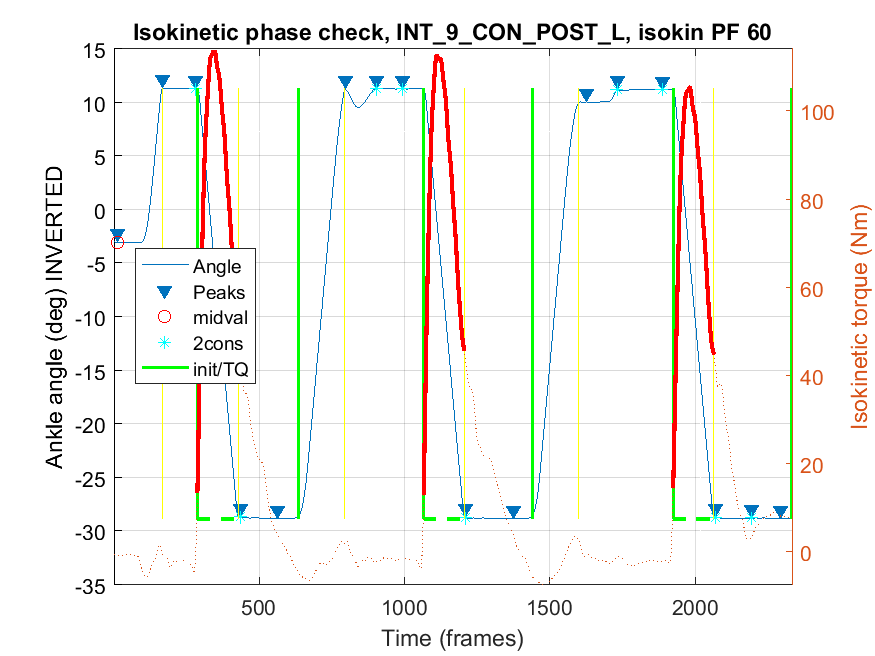 Isokinetic phase check, INT_9_CON_POST_L, isokin PF 60
15
10
5
0
-5
-10
-15
-20
-25
-30
-35
Ankle angle (deg) INVERTED
Angle
Peaks
midval
2cons
init/TQ
100
80
60
40
20
0
Isokinetic torque (Nm)
500
1000
1500
2000
Time (frames)